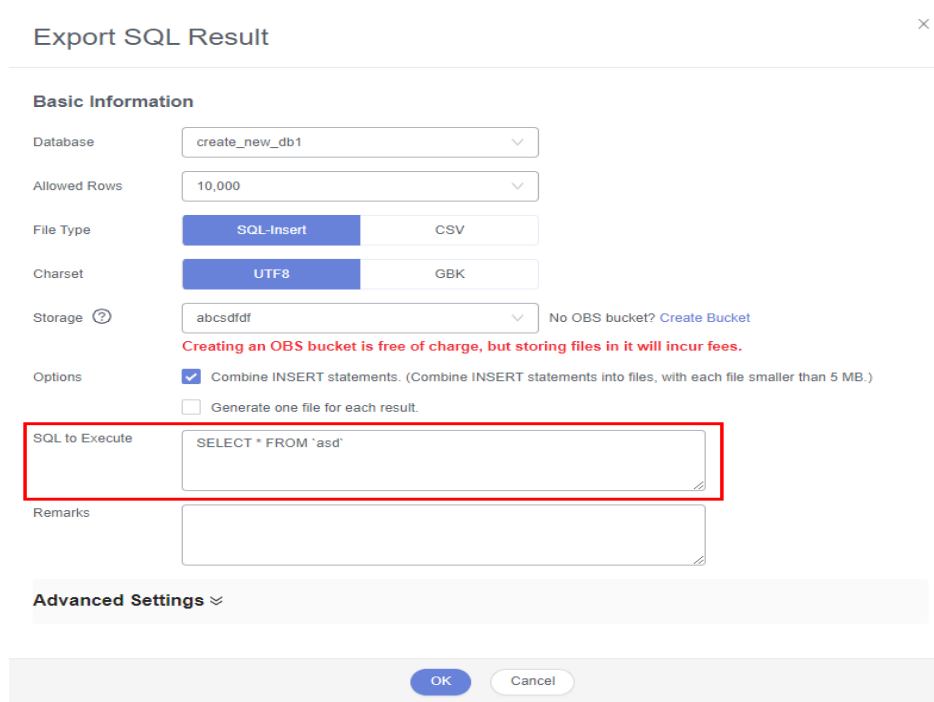 Export SQL Result
Basic Information
Database create_new_db1
Allowed Rows 10,000
File Type SQL-Insert CSV
Charset UTF8 GBK
Storage ? abcsdfdf No OBS bucket? Create Bucket
Creating an OBS bucket is free of charge, but storing files in it will incur fees.
Options Combine INSERT statements. (Combine INSERT statements into files, with each file smaller than 5 MB.)
Generate one file for each result.
SQL to Execute SELECT * FROM `asd`
Remarks
Advanced Settings
OK Cancel